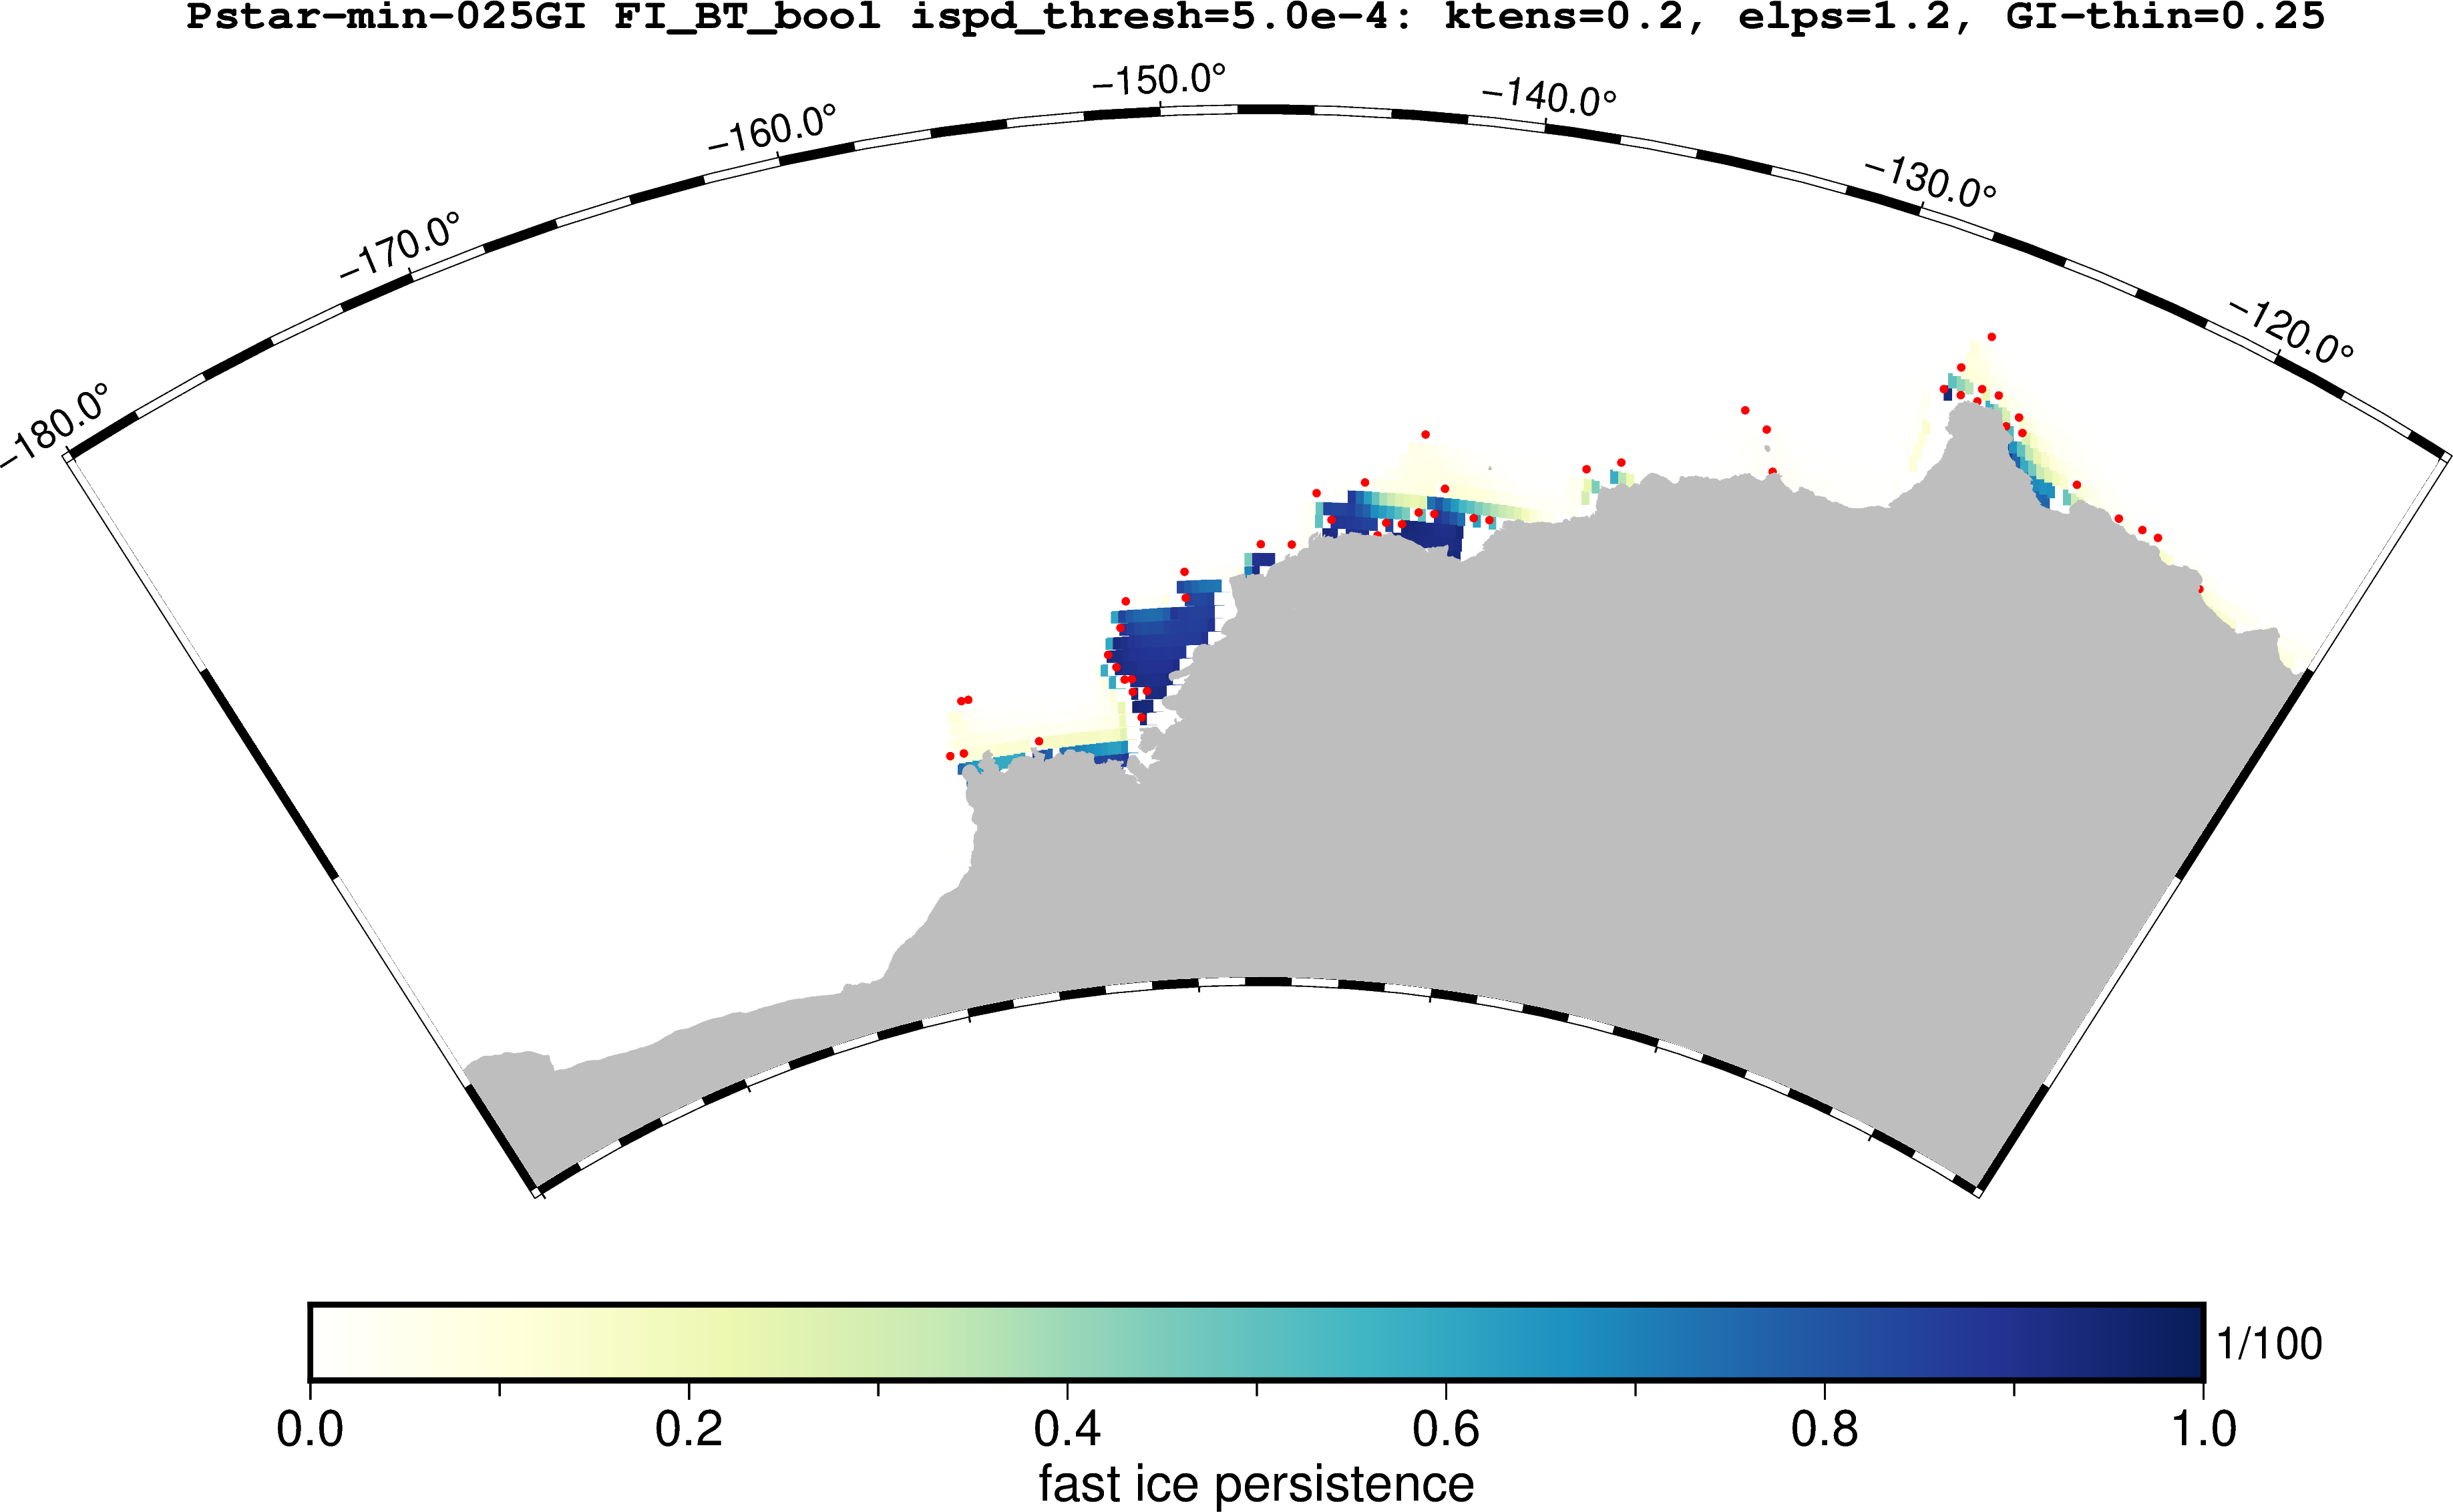 Pstar-min-025GI FI_BT_bool ispd_thresh=5.0e-4: ktens=0.2, elps=1.2, GI-thin=0.25
−180.0°
−170.0°
−160.0°
−150.0°
−140.0°
−130.0°
−120.0°
1/100
0.0 0.2 0.4 0.6 0.8 1.0
fast ice persistence